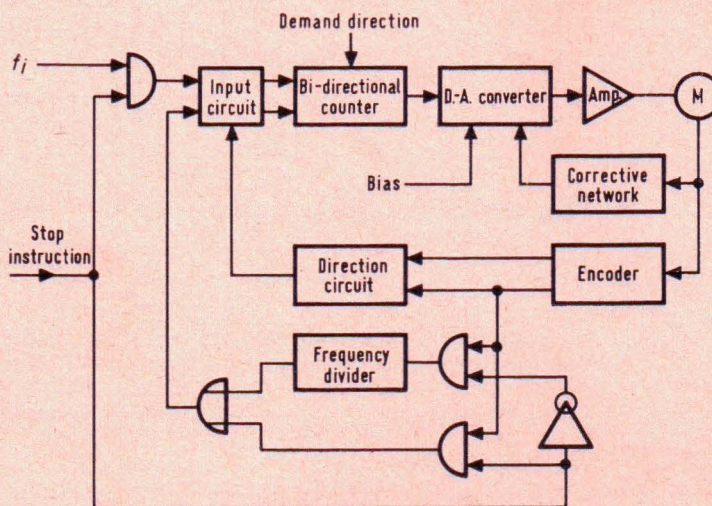 Demand direction
fi
Input
circuit
Bi-directional
counter
D.-A. converter
Amp.
M
Bias
Corrective
network
Stop
instruction
Direction
circuit
Encoder
Frequency
divider